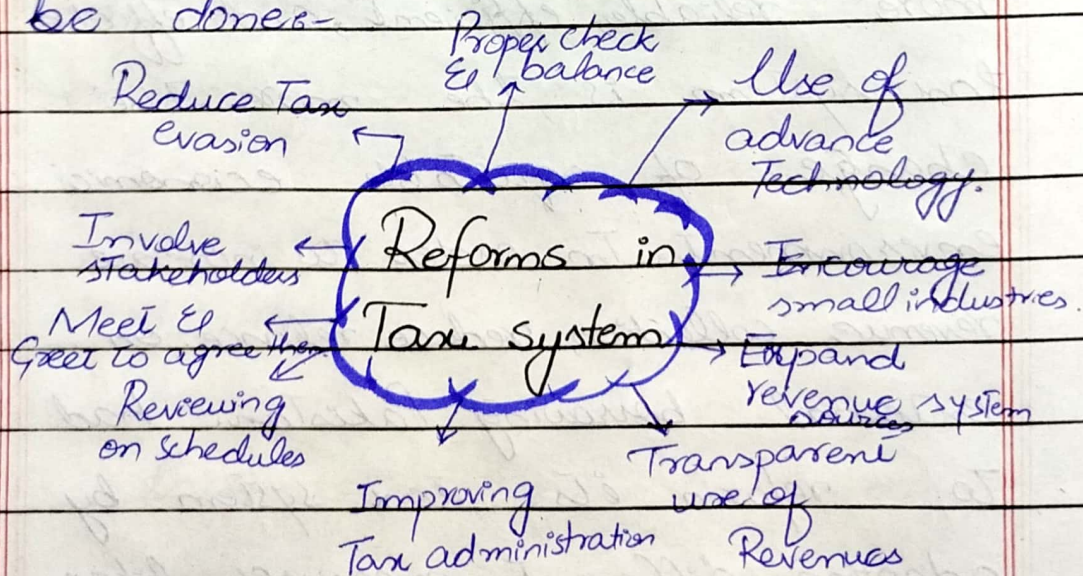 be done:-
Proper check
& balance
Use of
advance
Technology.
Reduce Tax
evasion
Reforms in
Tax system
Involve
stakeholders
Encourage
small industries.
Meet &
Greet to agree them
Expand
revenue system
sources
Reviewing
on schedules
Transparent
use of
Revenues
Improving
Tax administration